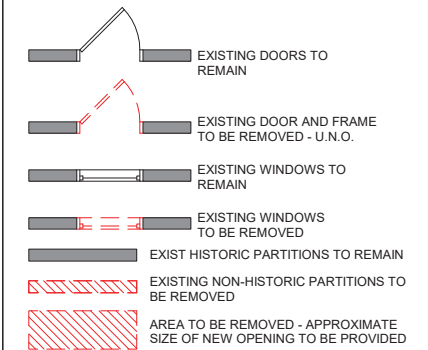 EXISTING DOORS TO
REMAIN
EXISTING DOOR AND FRAME
TO BE REMOVED - U.N.O.
EXISTING WINDOWS TO
REMAIN
EXISTING WINDOWS
TO BE REMOVED
EXIST HISTORIC PARTITIONS TO REMAIN
EXISTING NON-HISTORIC PARTITIONS TO
BE REMOVED
AREA TO BE REMOVED - APPROXIMATE
SIZE OF NEW OPENING TO BE PROVIDED